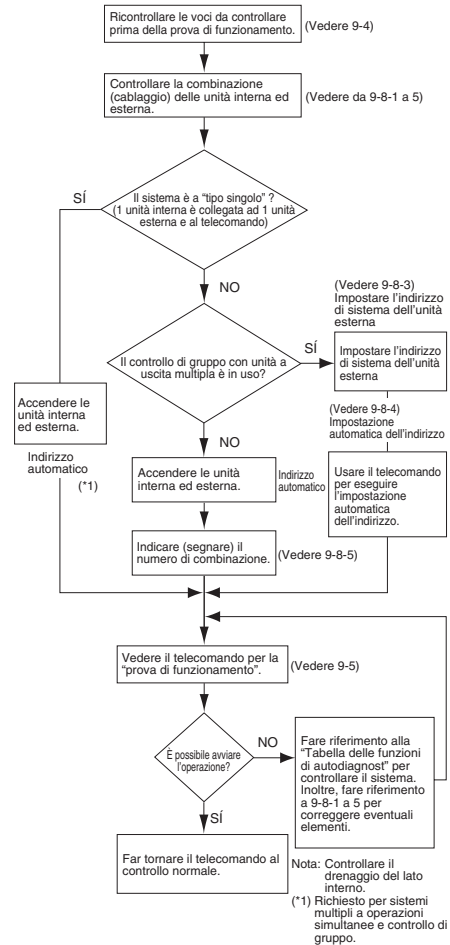 Ricontrollare le voci da controllare
prima della prova di funzionamento.
(Vedere 9-4)
Controllare la combinazione
(cablaggio) delle unità interna ed
esterna.
(Vedere da 9-8-1 a 5)
SÍ
Il sistema è a “tipo singolo” ?
(1 unità interna è collegata ad 1 unità
esterna e al telecomando)
NO
(Vedere 9-8-3)
Impostare l’indirizzo
di sistema dell’unità
esterna
Il controllo di gruppo con unità a
uscita multipla è in uso?
SÍ
Impostare l’indirizzo
di sistema dell’unità
esterna
Accendere le
unità interna
ed esterna.
Indirizzo
automatico
(*1)
NO
(Vedere 9-8-4)
Impostazione
automatica dell’indirizzo
Accendere le unità
interna ed esterna.
Indirizzo
automatico
Usare il telecomando
per eseguire
l’impostazione
automatica
dell’indirizzo.
Indicare (segnare) il
numero di combinazione.
(Vedere 9-8-5)
Vedere il telecomando per la
“prova di funzionamento”.
(Vedere 9-5)
È possibile avviare
l’operazione?
NO
Fare riferimento alla
“Tabella delle funzioni
di autodiagnost” per
controllare il sistema.
Inoltre, fare riferimento
a 9-8-1 a 5 per
correggere eventuali
elementi.
SÍ
Far tornare il telecomando al
controllo normale.
Nota: Controllare il
drenaggio del lato
interno.
(*1) Richiesto per sistemi
multipli a operazioni
simultanee e controllo di
gruppo.